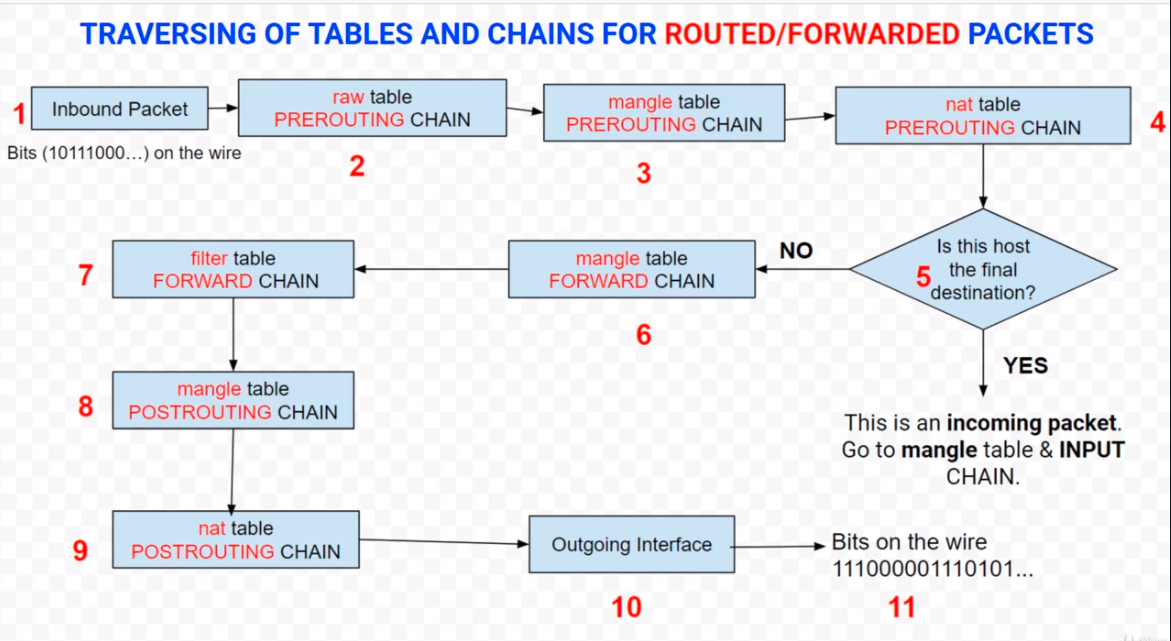 TRAVERSING OF TABLES AND CHAINS FOR ROUTED/FORWARDED PACKETS
1
Inbound Packet
Bits (10111000...) on the wire
raw table
PREROUTING CHAIN
2
mangle table
PREROUTING CHAIN
3
nat table
PREROUTING CHAIN
4
Is this host
the final
destination?
5
NO
YES
This is an incoming packet.
Go to mangle table & INPUT
CHAIN.
mangle table
FORWARD CHAIN
6
7
filter table
FORWARD CHAIN
8
mangle table
POSTROUTING CHAIN
9
nat table
POSTROUTING CHAIN
Outgoing Interface
10
Bits on the wire
111000001110101...
11